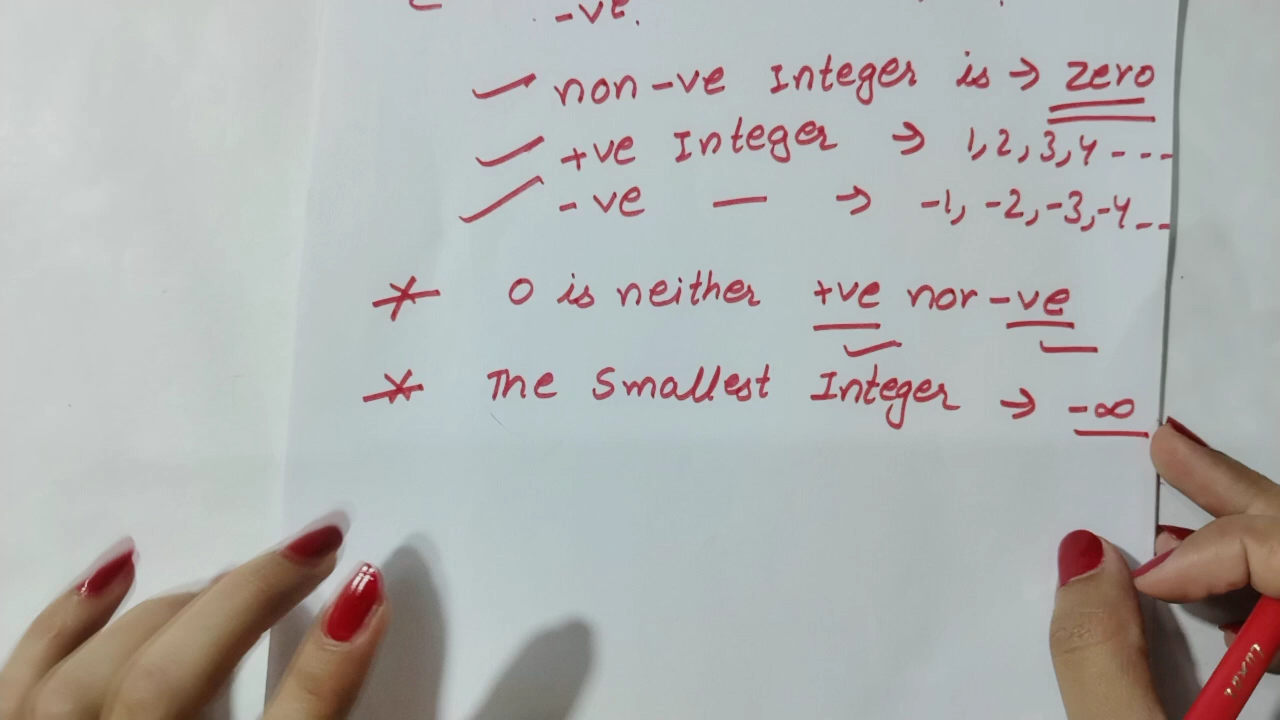 -ve.
non-ve Integer is → zero
+ve Integer → 1, 2, 3, 4 - - -
-ve — → -1, -2, -3, -4 - -
* 0 is neither +ve nor -ve
* The Smallest Integer → -∞